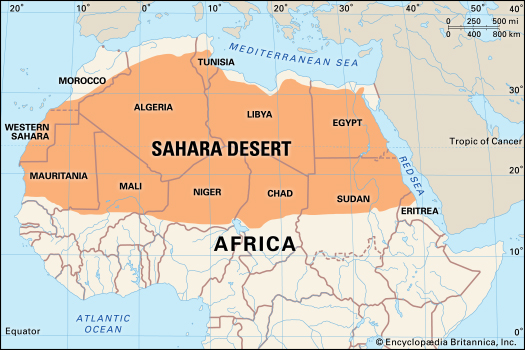 20°
10°
0°
10°
20°
30°
40°
50°
0 250 500 mi
0 400 800 km
MEDITERRANEAN SEA
TUNISIA
MOROCCO
30°
ALGERIA
LIBYA
EGYPT
WESTERN
SAHARA
Tropic of Cancer
SAHARA DESERT
RED SEA
20°
MAURITANIA
MALI
NIGER
CHAD
SUDAN
ERITREA
AFRICA
10°
ATLANTIC
OCEAN
Equator
0°
© Encyclopædia Britannica, Inc.